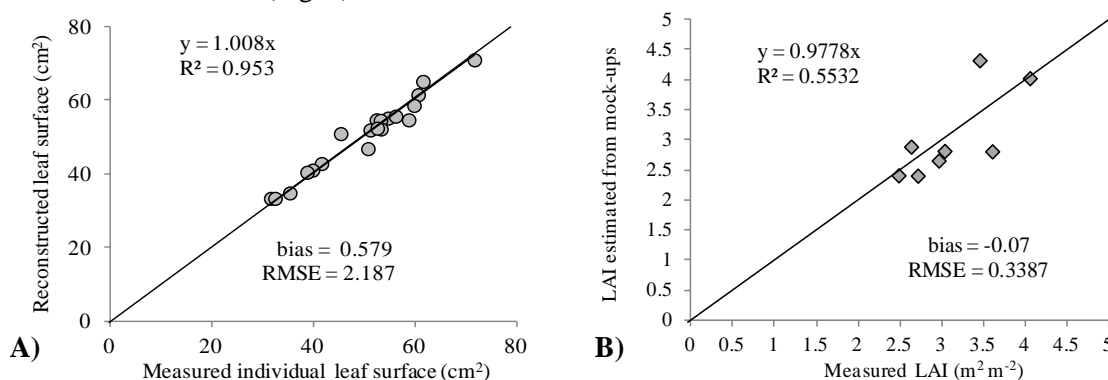 80
60
40
20
0
Reconstructed leaf surface (cm²)
y = 1.008x
R² = 0.953
bias = 0.579
RMSE = 2.187
0 20 40 60 80
A)
Measured individual leaf surface (cm²)
5
4.5
4
3.5
3
2.5
2
1.5
1
0.5
0
LAI estimated from mock-ups
y = 0.9778x
R² = 0.5532
bias = -0.07
RMSE = 0.3387
0 0.5 1 1.5 2 2.5 3 3.5 4 4.5 5
B)
Measured LAI (m² m⁻²)